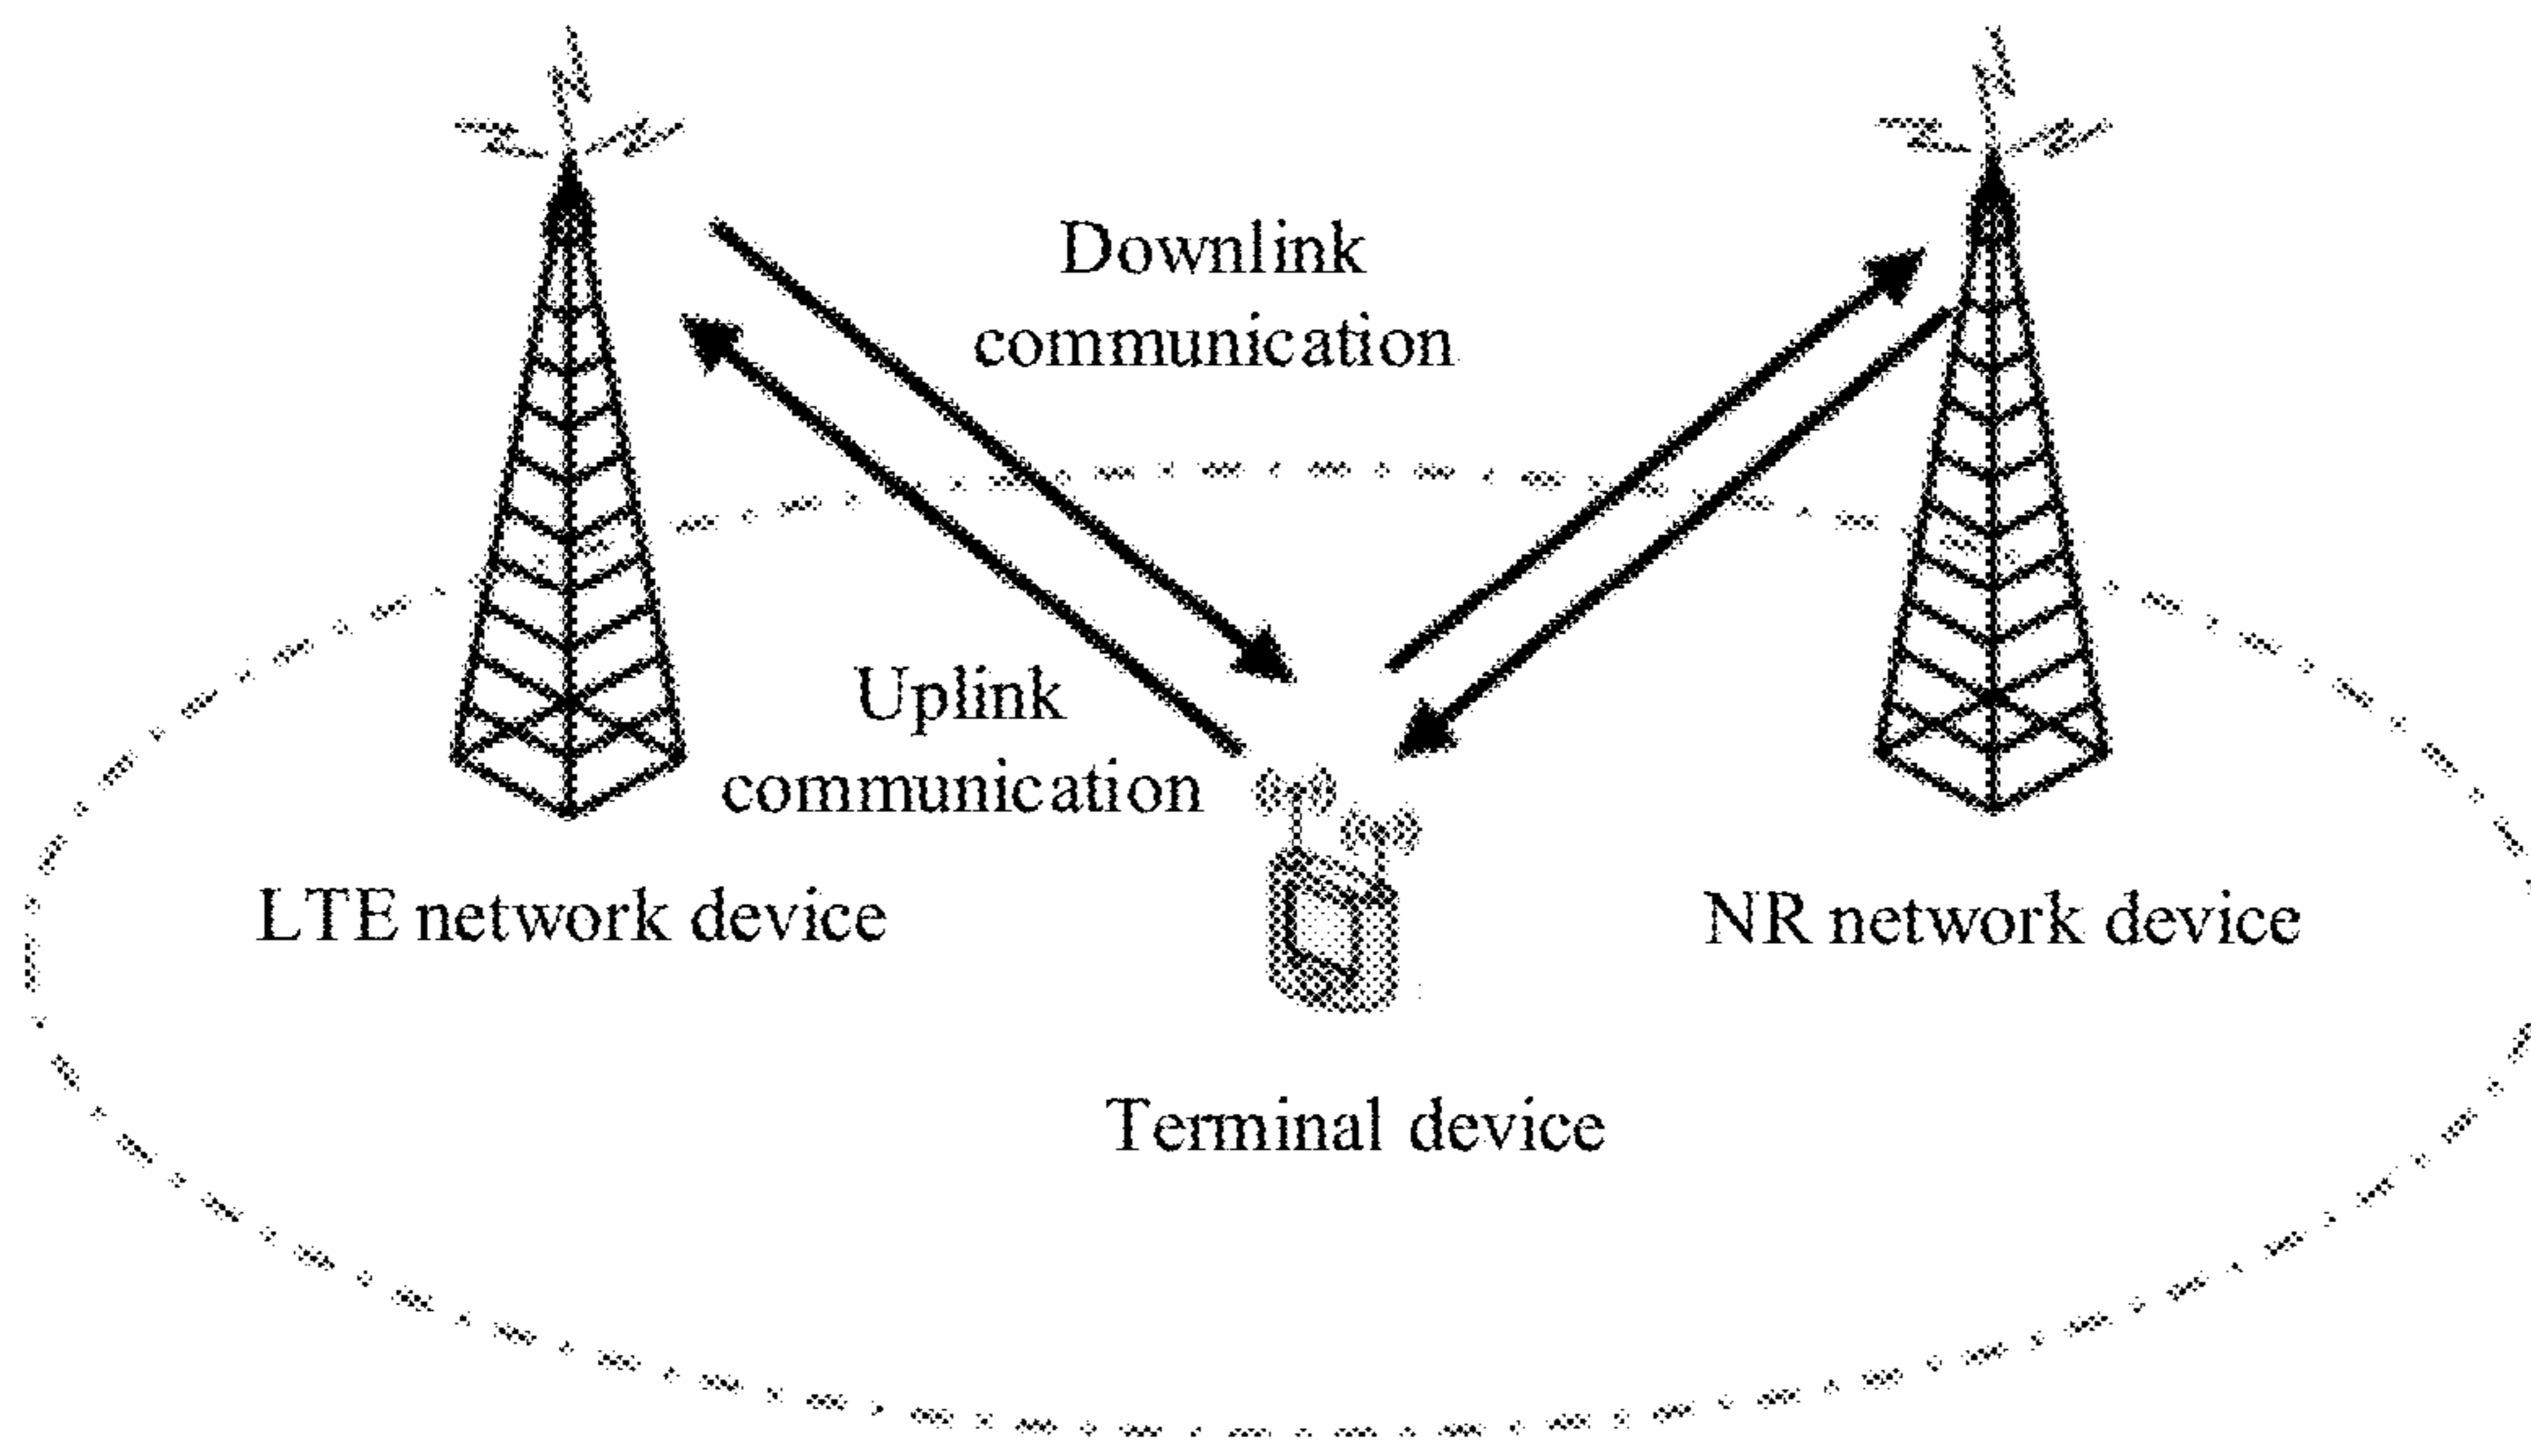 Downlink
communication
Uplink
communication
LTE network device
NR network device
Terminal device